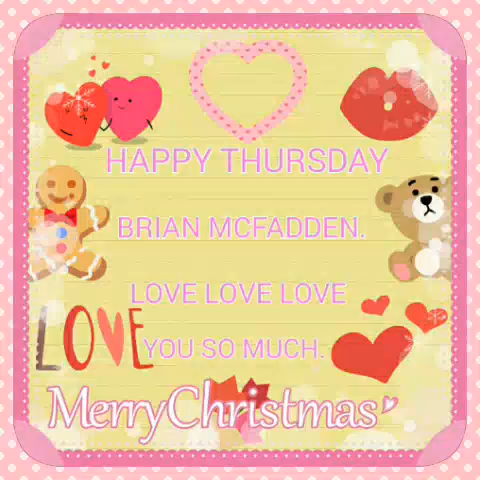 HAPPY THURSDAY
BRIAN MCFADDEN.
LOVE LOVE LOVE
LOVE
YOU SO MUCH.
MerryChristmas